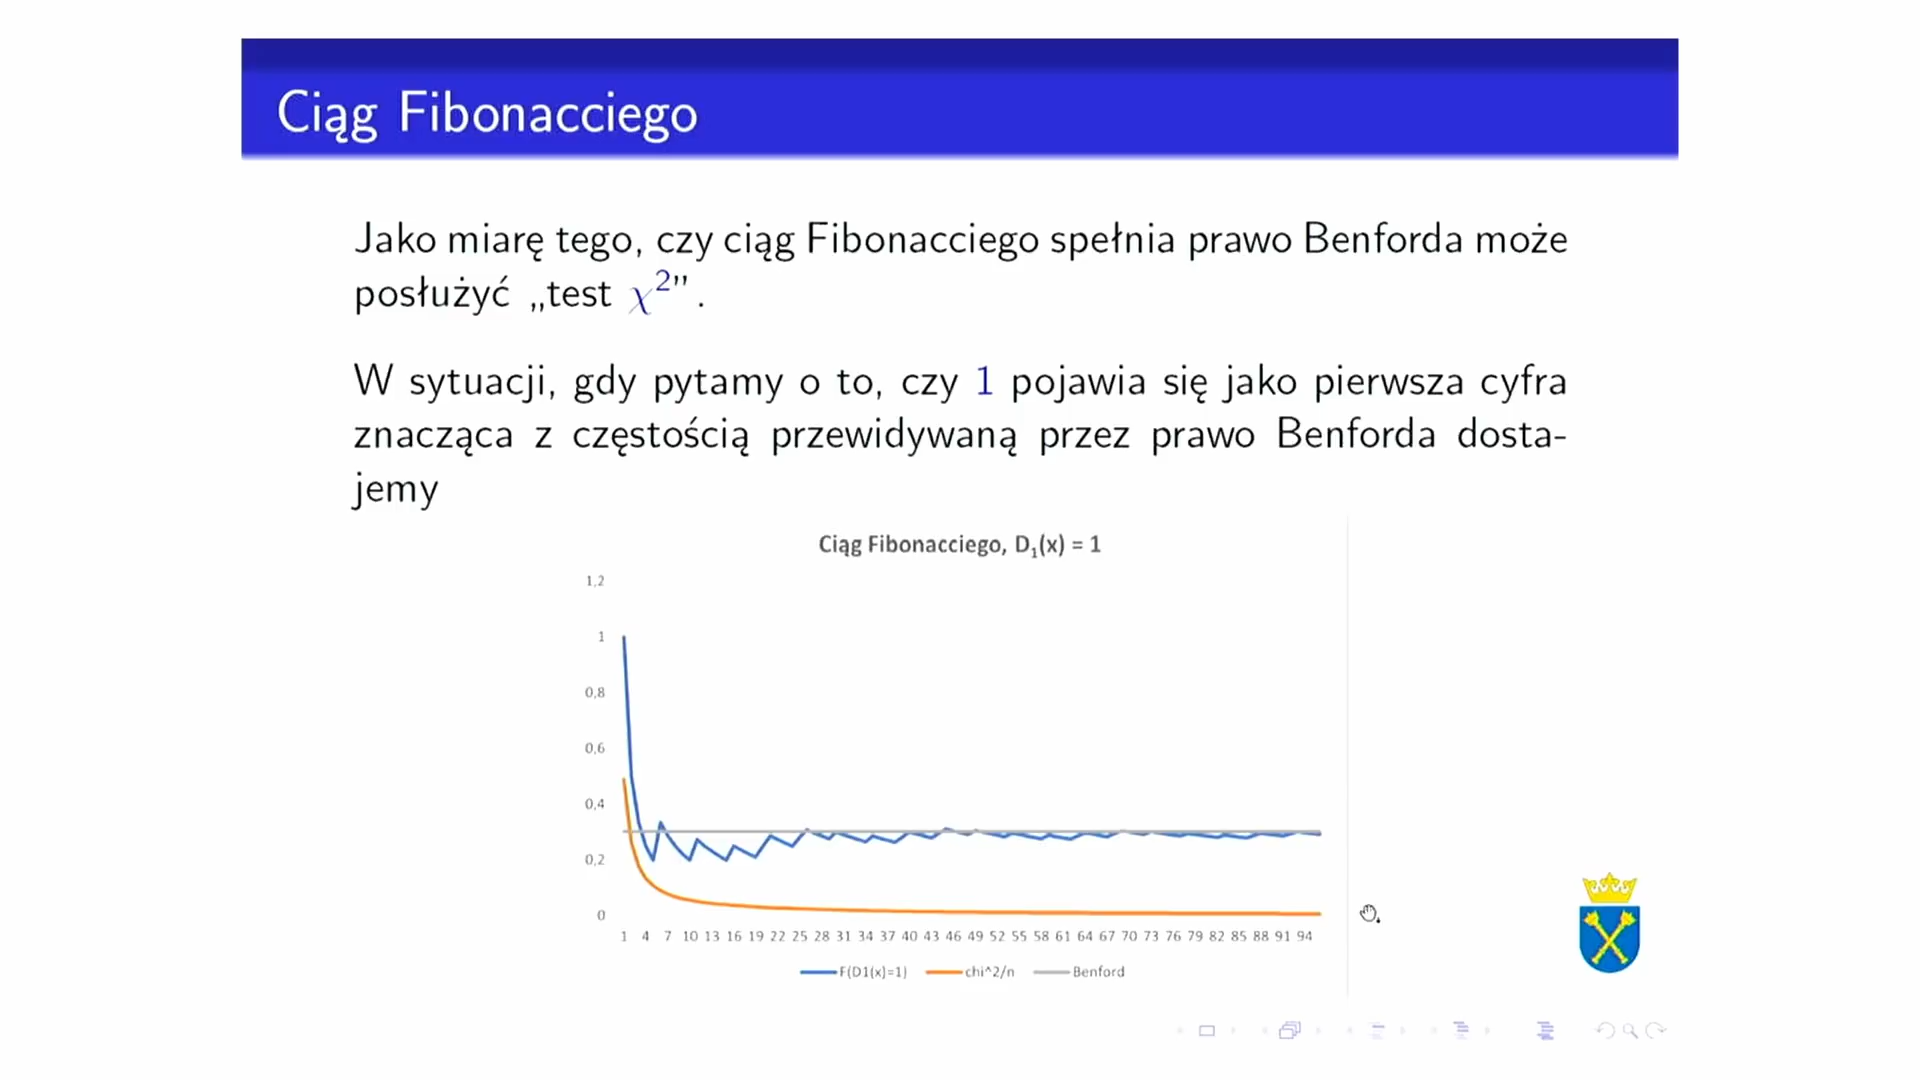 Ciąg Fibonacciego
Jako miarę tego, czy ciąg Fibonacciego spełnia prawo Benforda może
posłużyć „test χ²”.
W sytuacji, gdy pytamy o to, czy 1 pojawia się jako pierwsza cyfra
znacząca z częstością przewidywaną przez prawo Benforda dosta-
jemy
Ciąg Fibonacciego, D₁(x) = 1
1,2
1
0,8
0,6
0,4
0,2
0
1 4 7 10 13 16 19 22 25 28 31 34 37 40 43 46 49 52 55 58 61 64 67 70 73 76 79 82 85 88 91 94
F(D1(x)=1) chi^2/n Benford